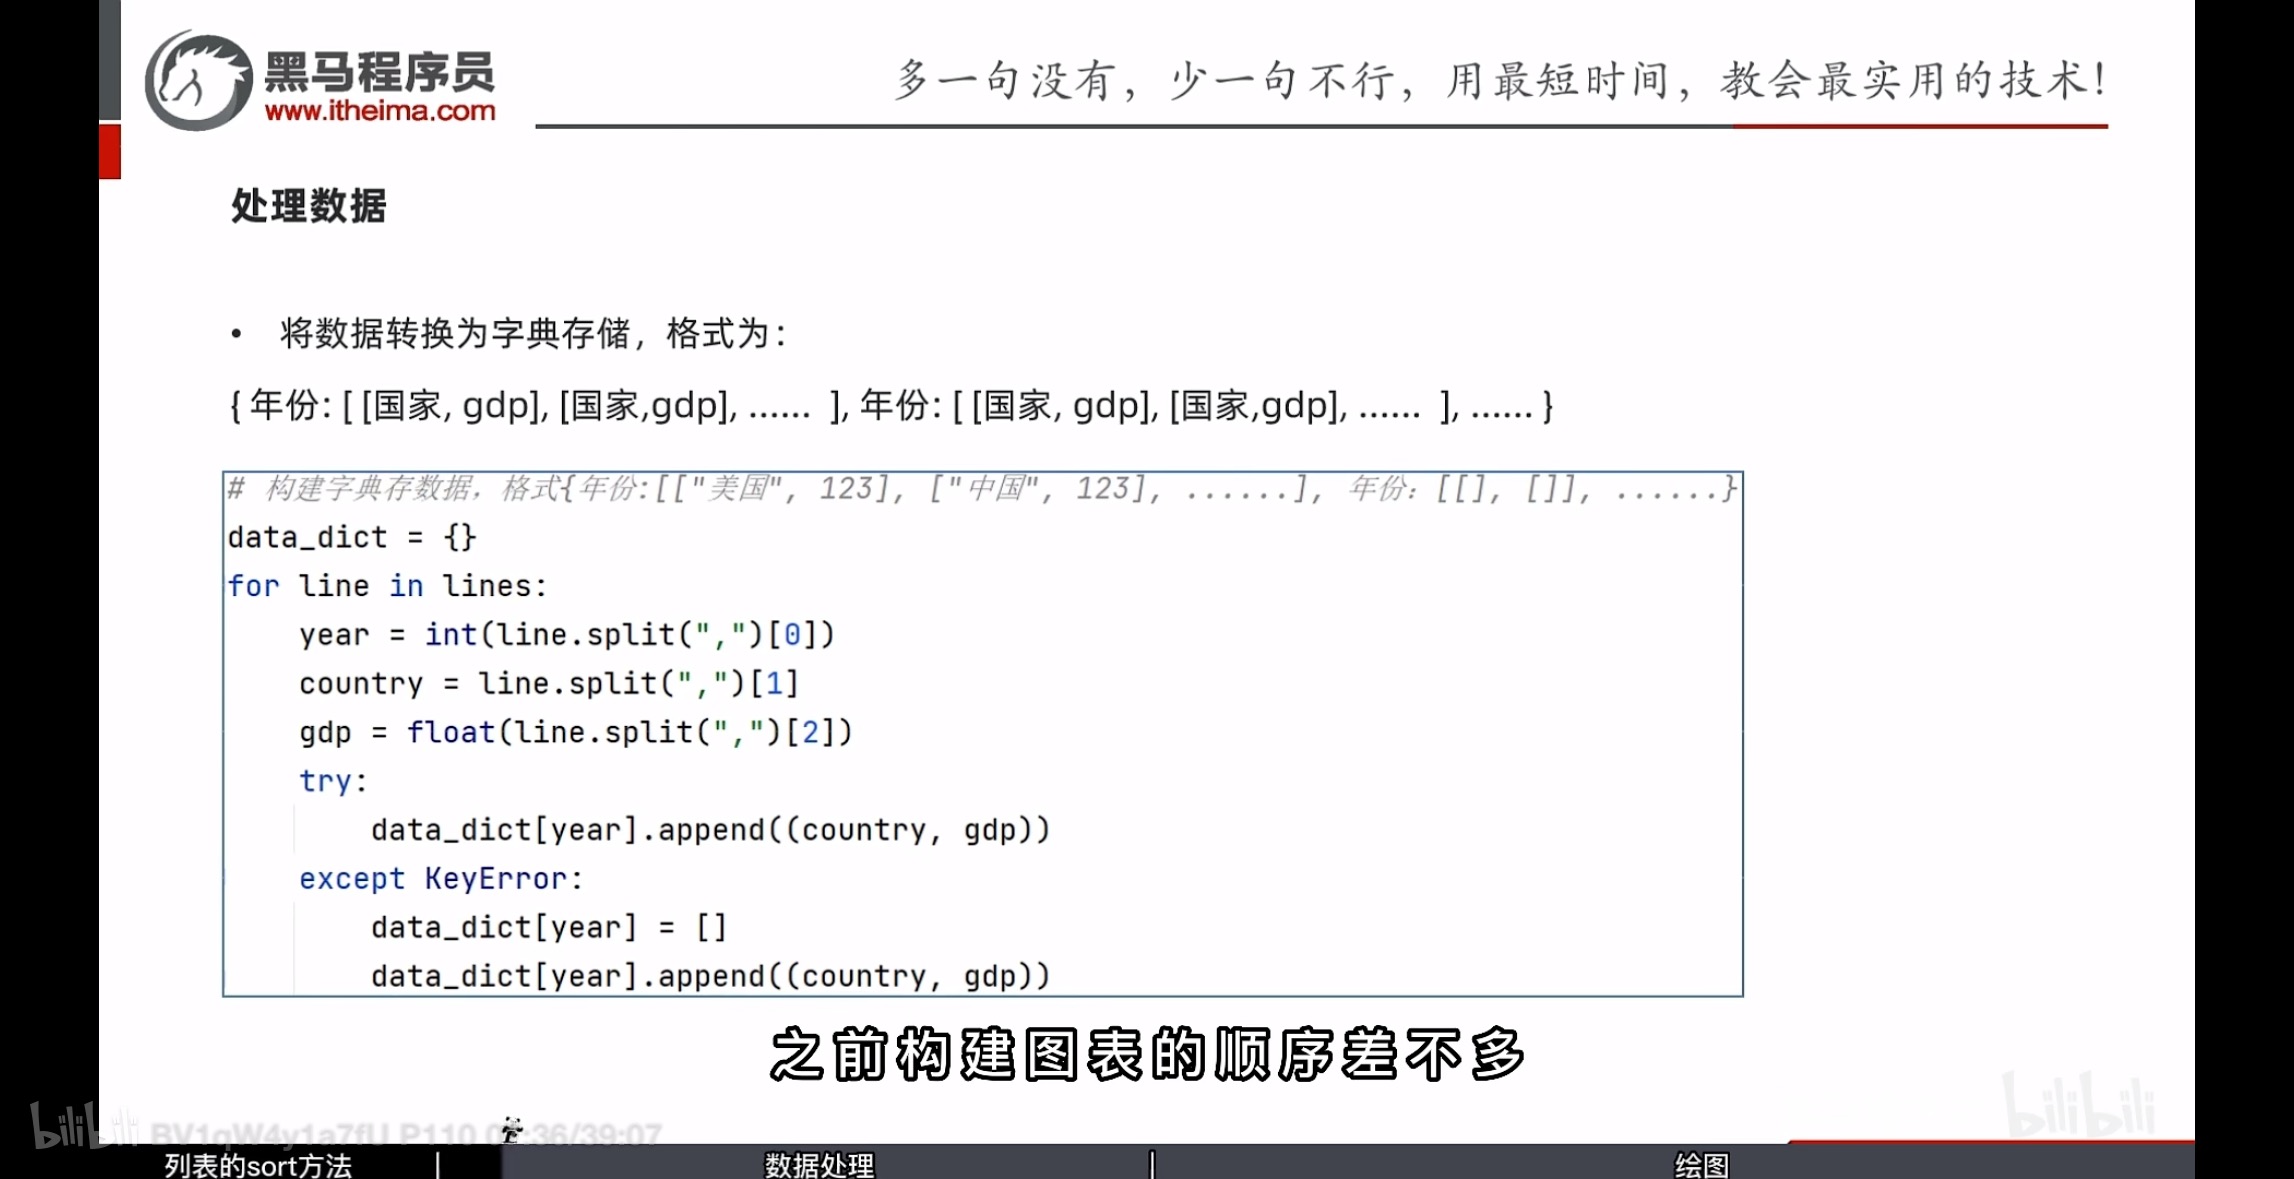 黑马程序员
www.itheima.com
多一句没有，少一句不行，用最短时间，教会最实用的技术！
处理数据
• 将数据转换为字典存储，格式为：
{ 年份: [ [国家, gdp], [国家,gdp], ...... ], 年份: [ [国家, gdp], [国家,gdp], ...... ], ...... }
# 构建字典存数据，格式{年份:[["美国", 123], ["中国", 123], ......], 年份：[[], []], ......}
data_dict = {}
for line in lines:
    year = int(line.split(",")[0])
    country = line.split(",")[1]
    gdp = float(line.split(",")[2])
    try:
        data_dict[year].append((country, gdp))
    except KeyError:
        data_dict[year] = []
        data_dict[year].append((country, gdp))
之前构建图表的顺序差不多
bilibili
bilibili
BV1qW4y1a7fU P110 :36/39:07
列表的sort方法 | 数据处理 | 绘图